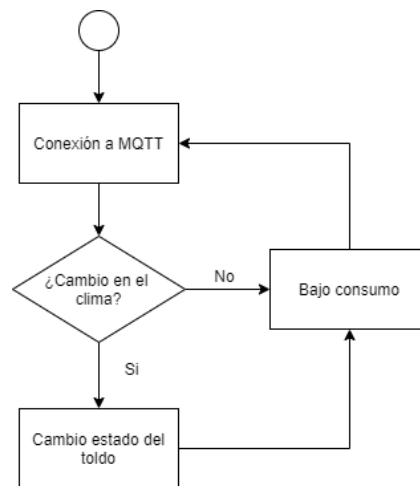 Conexión a MQTT
¿Cambio en el
clima?
No
Bajo consumo
Si
Cambio estado del
toldo